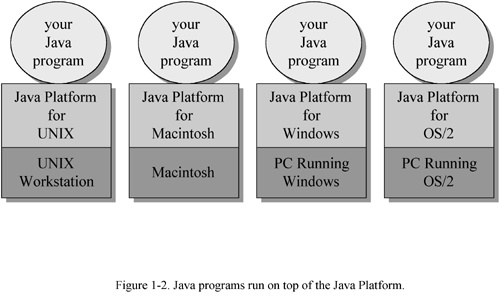 your
Java
program
Java Platform
for
UNIX
UNIX
Workstation
your
Java
program
Java Platform
for
Macintosh
Macintosh
your
Java
program
Java Platform
for
Windows
PC Running
Windows
your
Java
program
Java Platform
for
OS/2
PC Running
OS/2
Figure 1-2. Java programs run on top of the Java Platform.